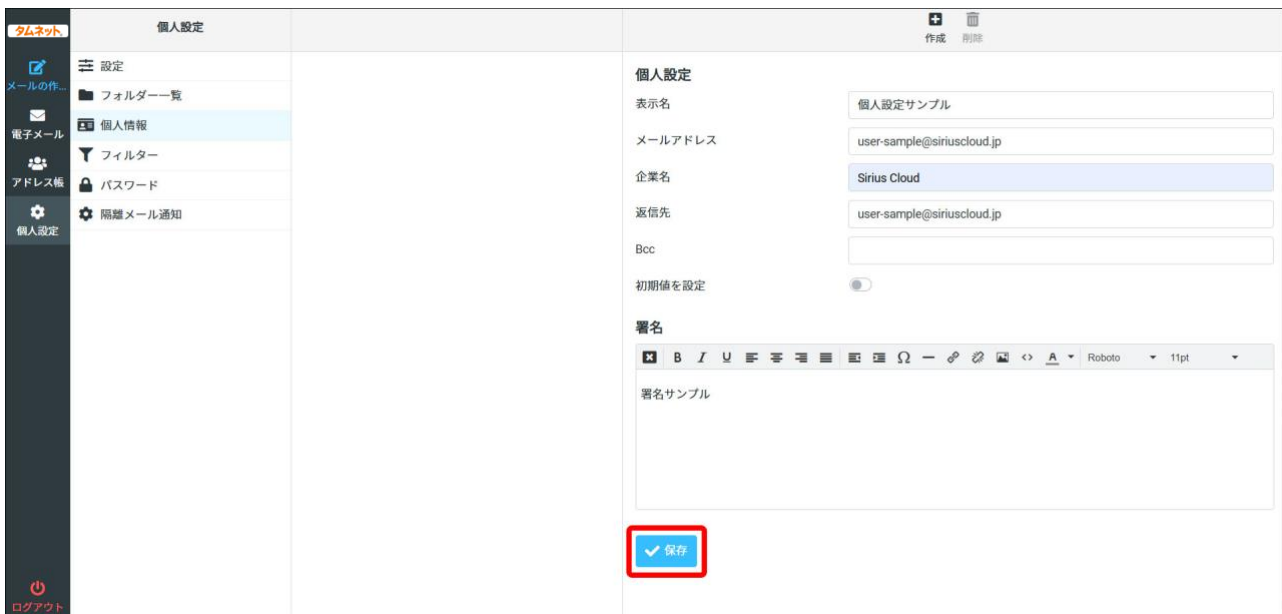 タムネット
メールの作...
電子メール
アドレス帳
個人設定
ログアウト
個人設定
設定
フォルダー一覧
個人情報
フィルター
パスワード
隔離メール通知
作成 削除
個人設定
表示名 個人設定サンプル
メールアドレス user-sample@siriuscloud.jp
企業名 Sirius Cloud
返信先 user-sample@siriuscloud.jp
Bcc
初期値を設定
署名
B I U Ω A Roboto 11pt
署名サンプル
保存